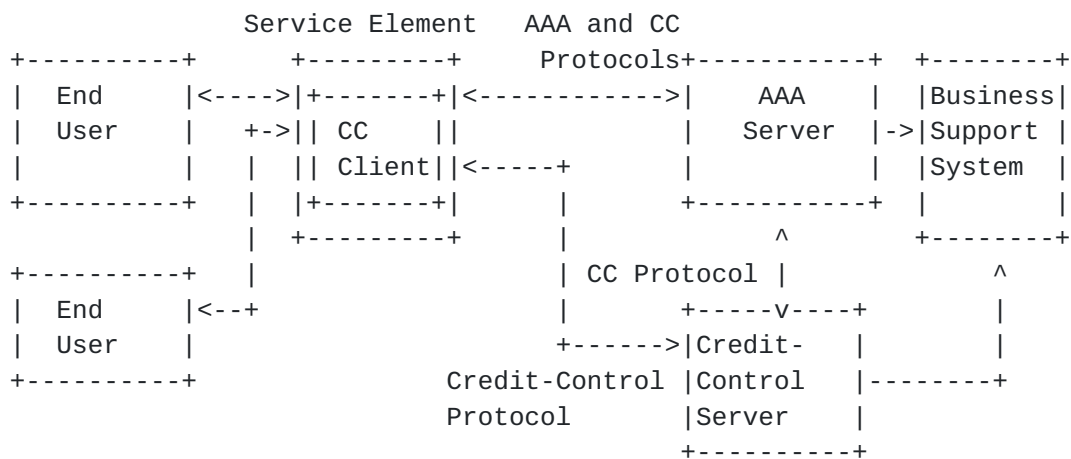 Service Element   AAA and CC
+----------+      +---------+     Protocols+-----------+  +--------+
|  End     |<---->|+-------+|<------------>|    AAA    |  |Business|
|  User    |   +->|| CC    ||              |   Server  |->|Support |
|          |   |  || Client||<-----+       |           |  |System  |
+----------+   |  |+-------+|      |       +-----------+  |        |
               |  +---------+      |             ^        +--------+
+----------+   |                   | CC Protocol |             ^
|  End     |<--+                   |       +-----v----+        |
|  User    |                       +------>|Credit-   |        |
+----------+                Credit-Control |Control   |--------+
                            Protocol       |Server    |
                                           +----------+